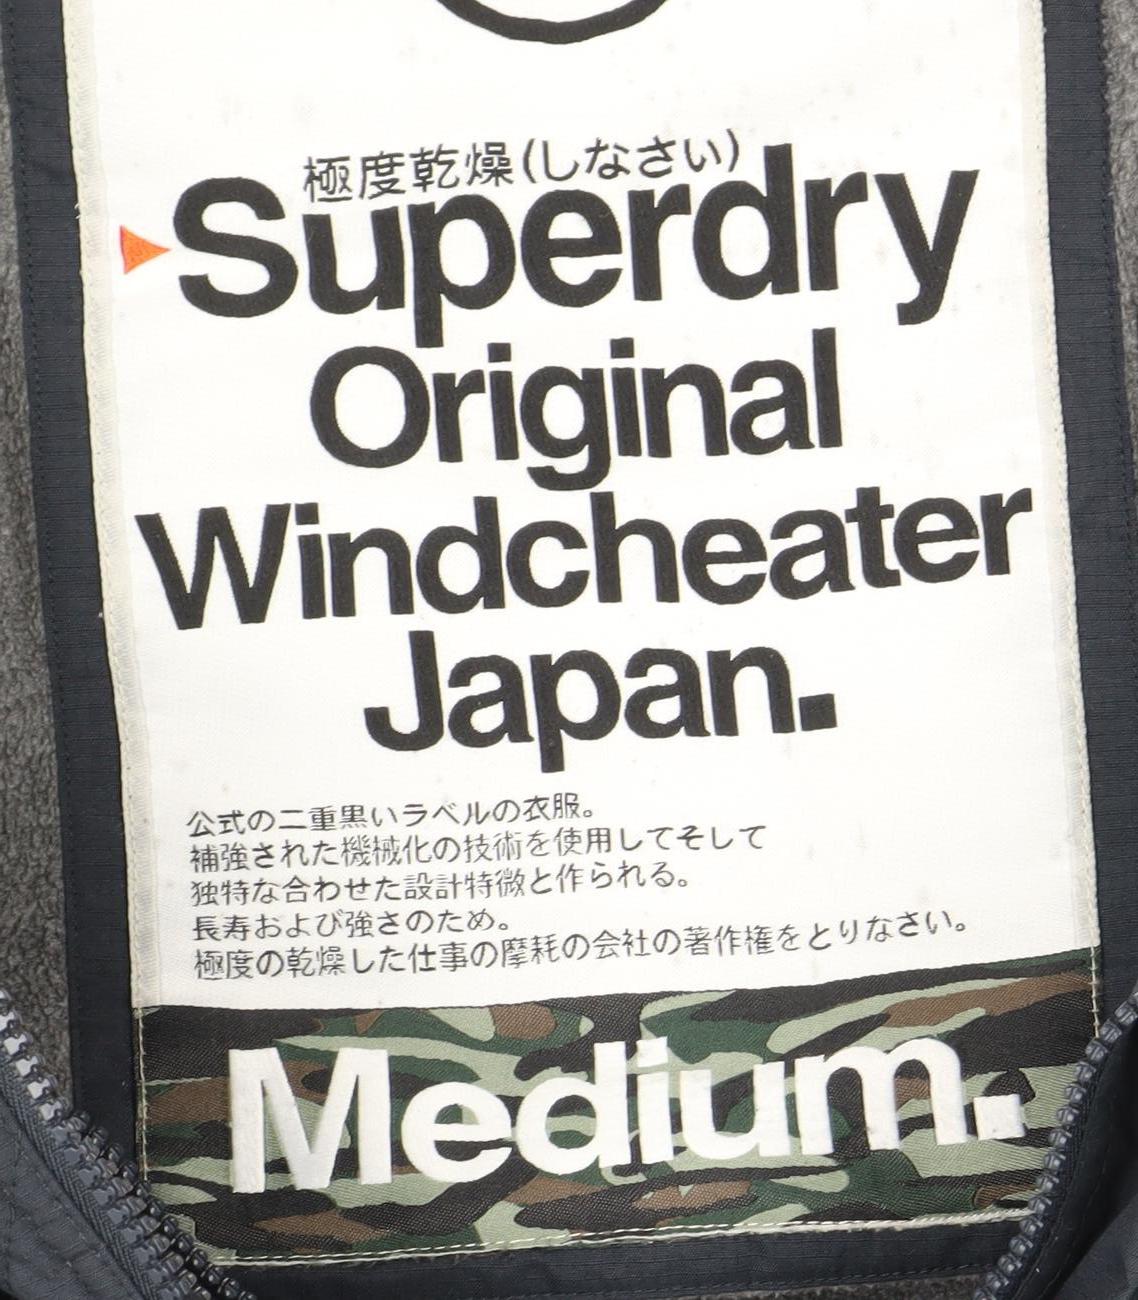 極度乾燥(しなさい)
Superdry
Original
Windcheater
Japan.
公式の二重黒いラベルの衣服。
補強された機械化の技術を使用してそして
独特な合わせた設計特微と作られる。
長寿および強さのため。
極度の乾燥した仕事の摩耗の会社の著作権をとりなさい。
Medium.